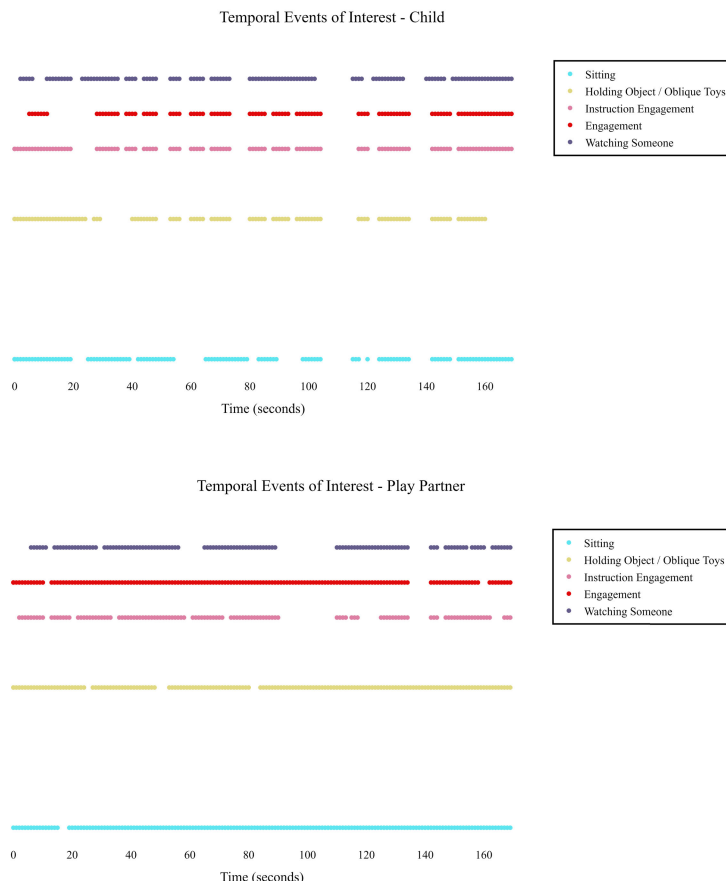 Temporal Events of Interest - Child
Sitting
Holding Object / Oblique Toys
Instruction Engagement
Engagement
Watching Someone
0 20 40 60 80 100 120 140 160
Time (seconds)
Temporal Events of Interest - Play Partner
Sitting
Holding Object / Oblique Toys
Instruction Engagement
Engagement
Watching Someone
0 20 40 60 80 100 120 140 160
Time (seconds)